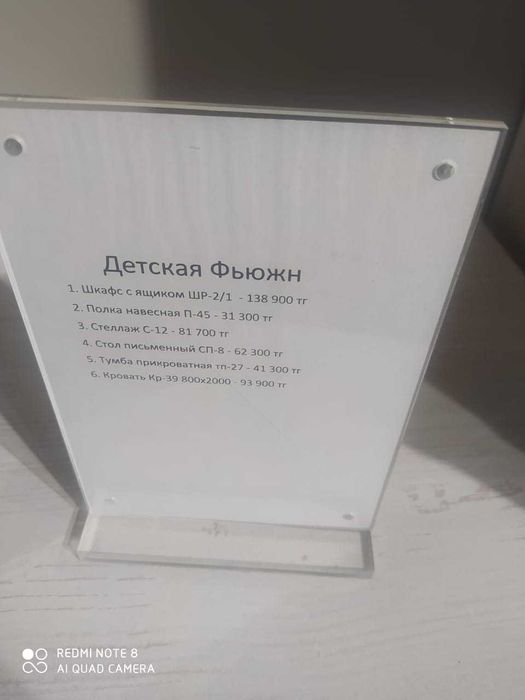 Детская Фьюжн
1. Шкафс с ящиком ШР-2/1 - 138 900 тг
2. Полка навесная П-45 - 31 300 тг
3. Стеллаж С-12 - 81 700 тг
4. Стол письменный СП-8 - 62 300 тг
5. Тумба прикроватная тп-27 - 41 300 тг
6. Кровать Кр-39 800х2000 - 93 900 тг
REDMI NOTE 8
AI QUAD CAMERA